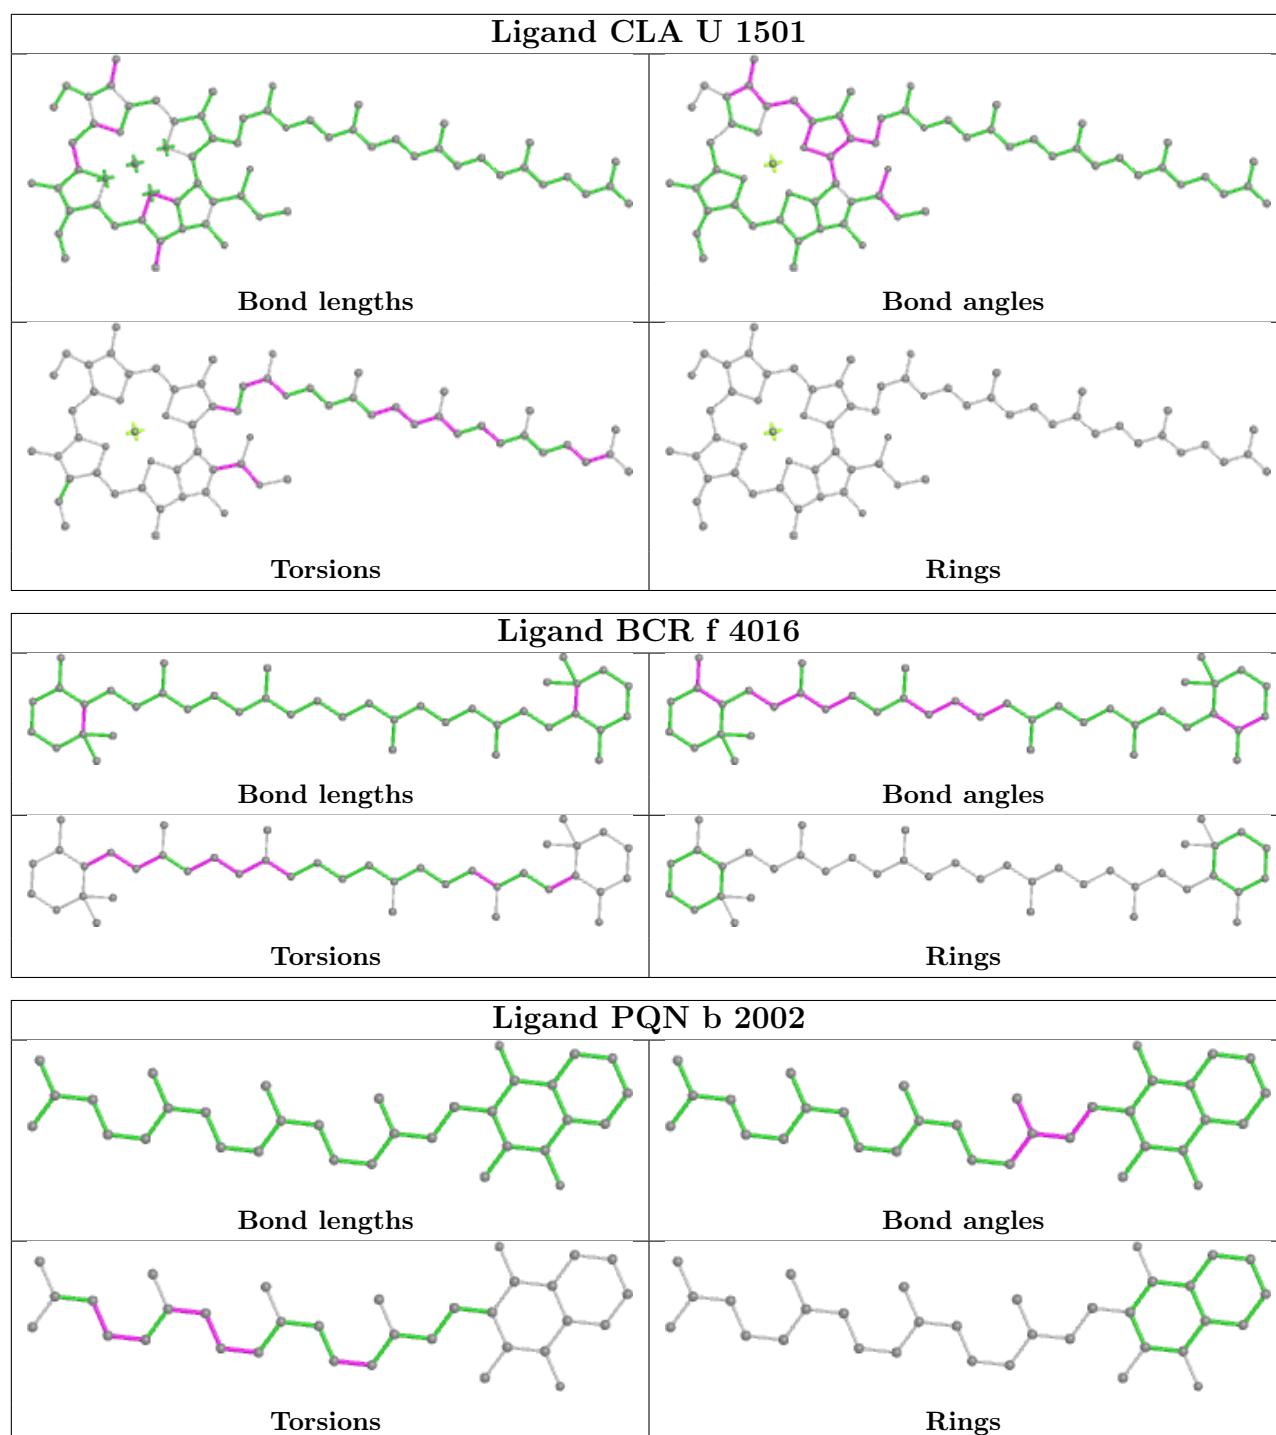 Ligand CLA U 1501
Bond lengths
Bond angles
Torsions
Rings
Ligand BCR f 4016
Bond lengths
Bond angles
Torsions
Rings
Ligand PQN b 2002
Bond lengths
Bond angles
Torsions
Rings